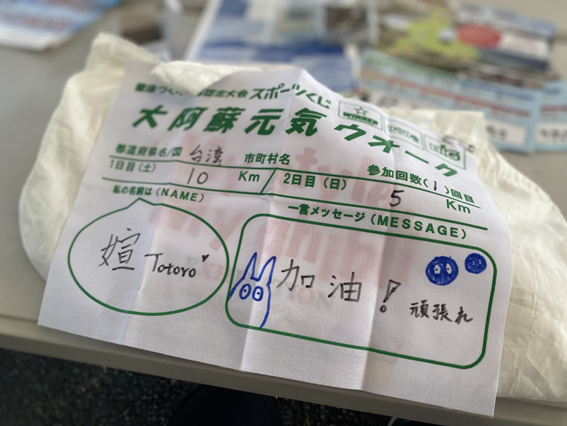 スポーツくじ
WINNER
大阿蘇元気ウオーク
都道府県名/国 台湾 市町村名 参加回数(1)回目
1日目(土) 10 Km 2日目(日) 5 Km
私の名前は(NAME)
一言メッセージ(MESSAGE)
媗 Totoro
加油!
頑張れ